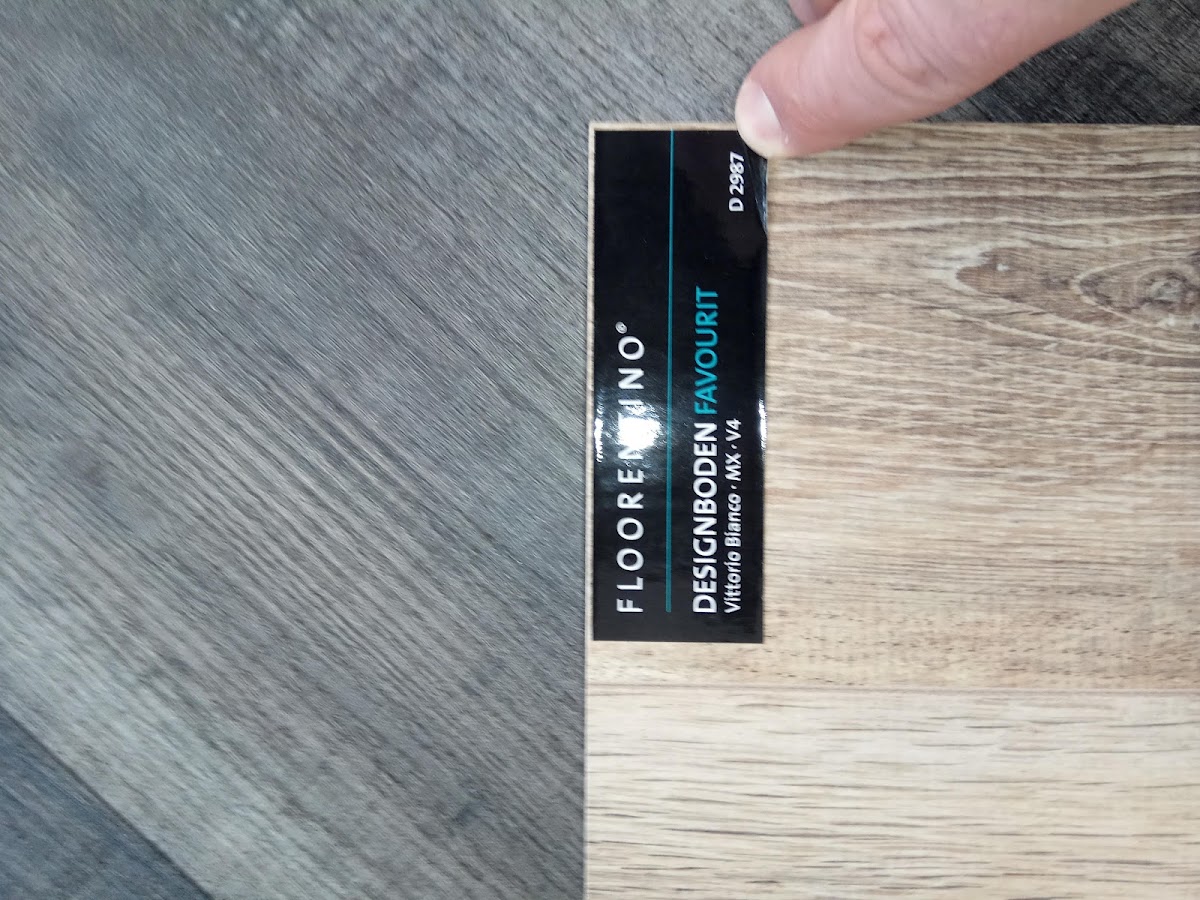 FLOORENTINO®
DESIGNBODEN FAVOURIT
Vittorio Bianco · MX · V4
D 2987